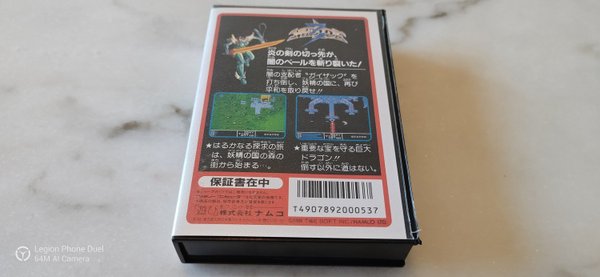 炎の剣の切っ先が、
闇のベールを斬り裂いた!
闇の支配者“ガイザック”を
打ち倒し、妖精の国に、再び
平和を取り戻せ!!
★はるかなる探求の旅
は、妖精の国の森の
街から始まる…。
★重要な宝を守る巨大
ドラゴン!!
倒す以外に道はない。
保証書在中
T4907892000537
株式会社ナムコ
Legion Phone Duel
64M AI Camera